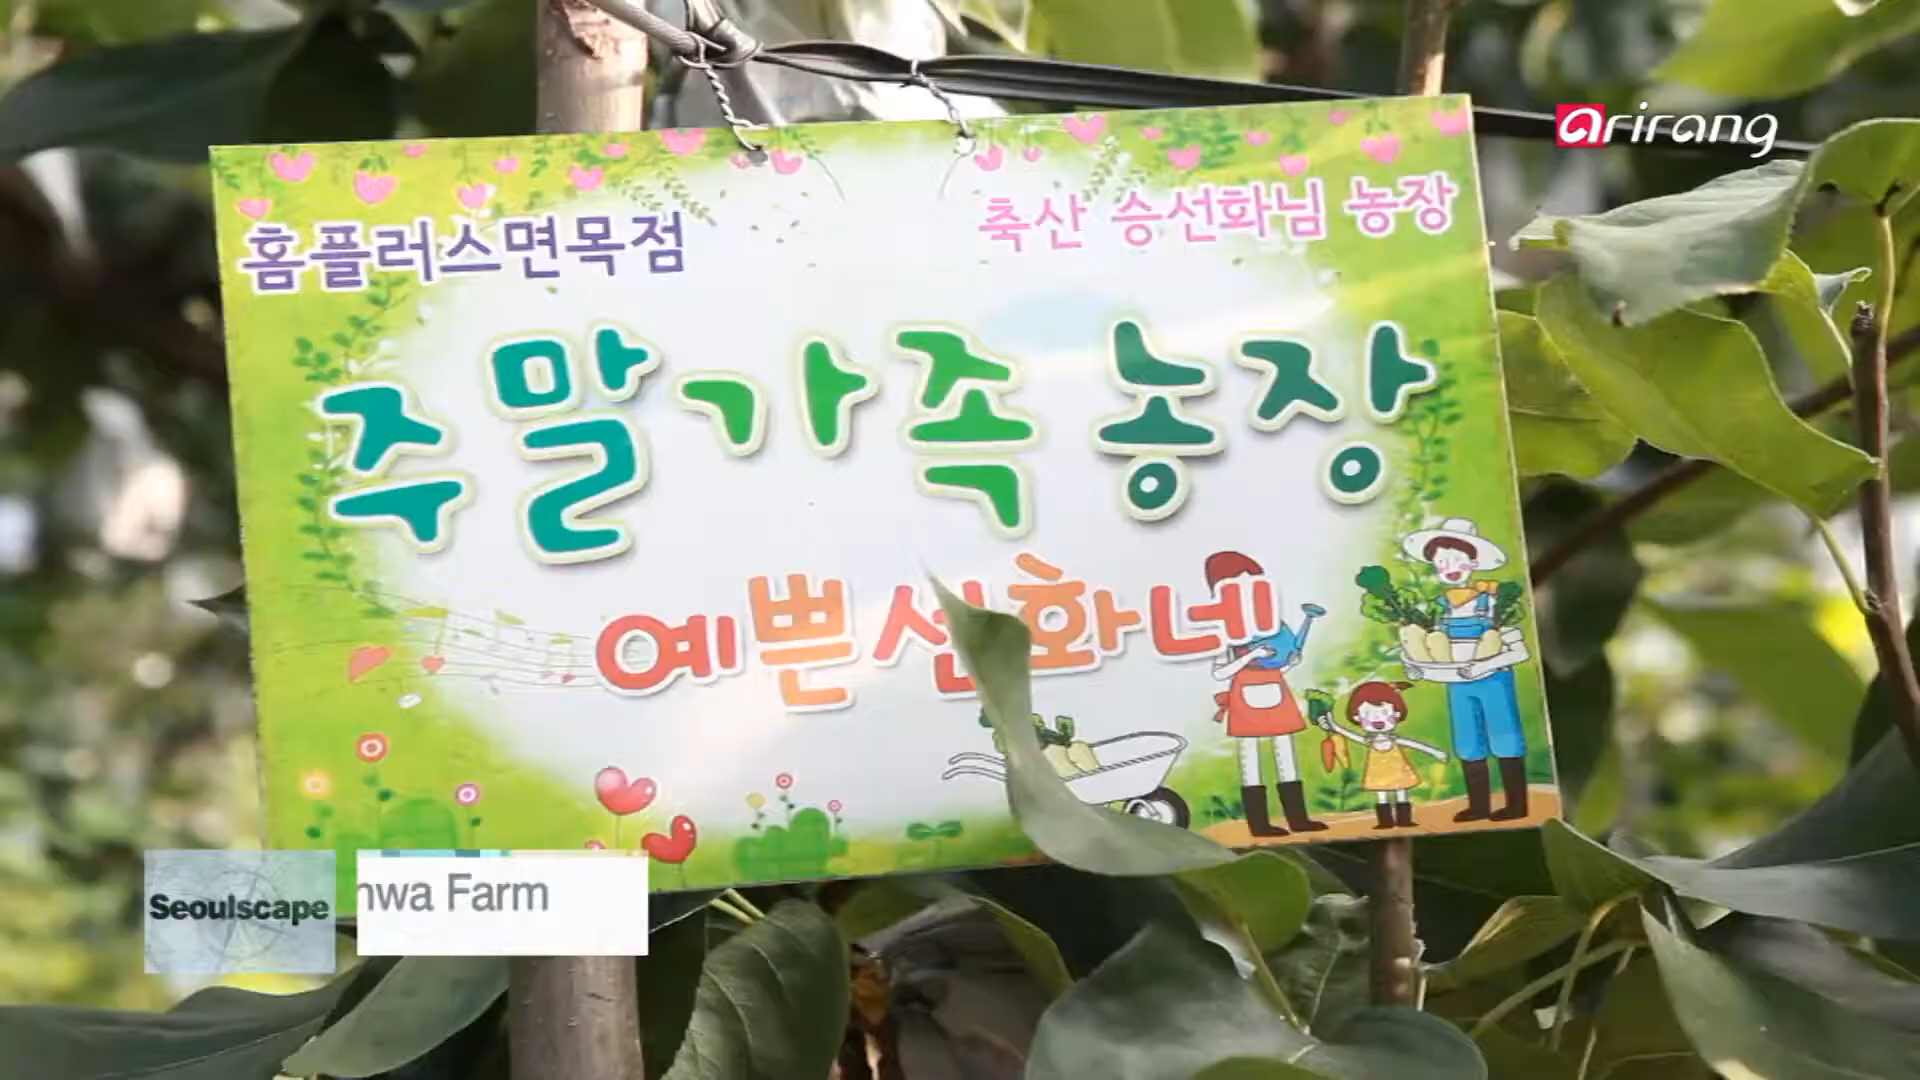 arirang
홈플러스면목점
축산 승선화님 농장
주말가족농장
예쁜선화네
Seoulscape
hwa Farm